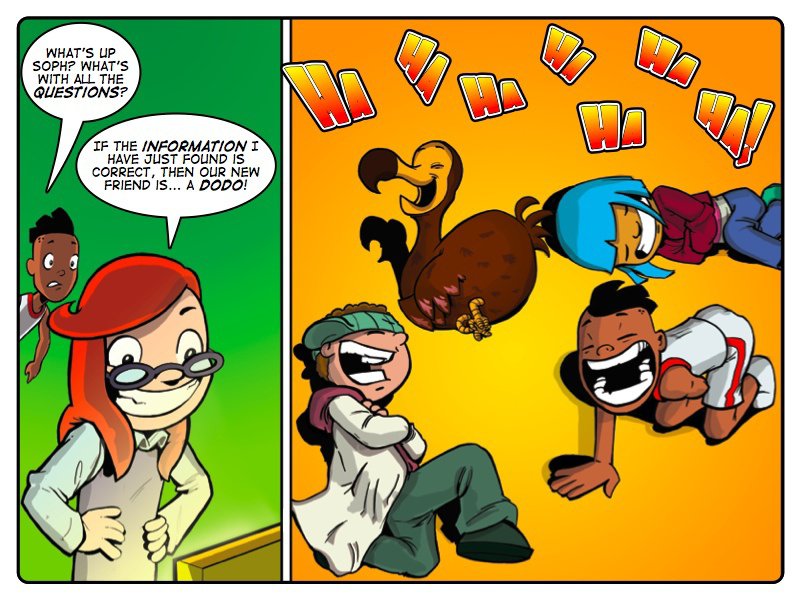 WHAT'S UP
SOPH? WHAT'S
WITH ALL THE
QUESTIONS?
IF THE INFORMATION I
HAVE JUST FOUND IS
CORRECT, THEN OUR NEW
FRIEND IS... A DODO!
HA
HA
HA
HA
HA
HA
HA!